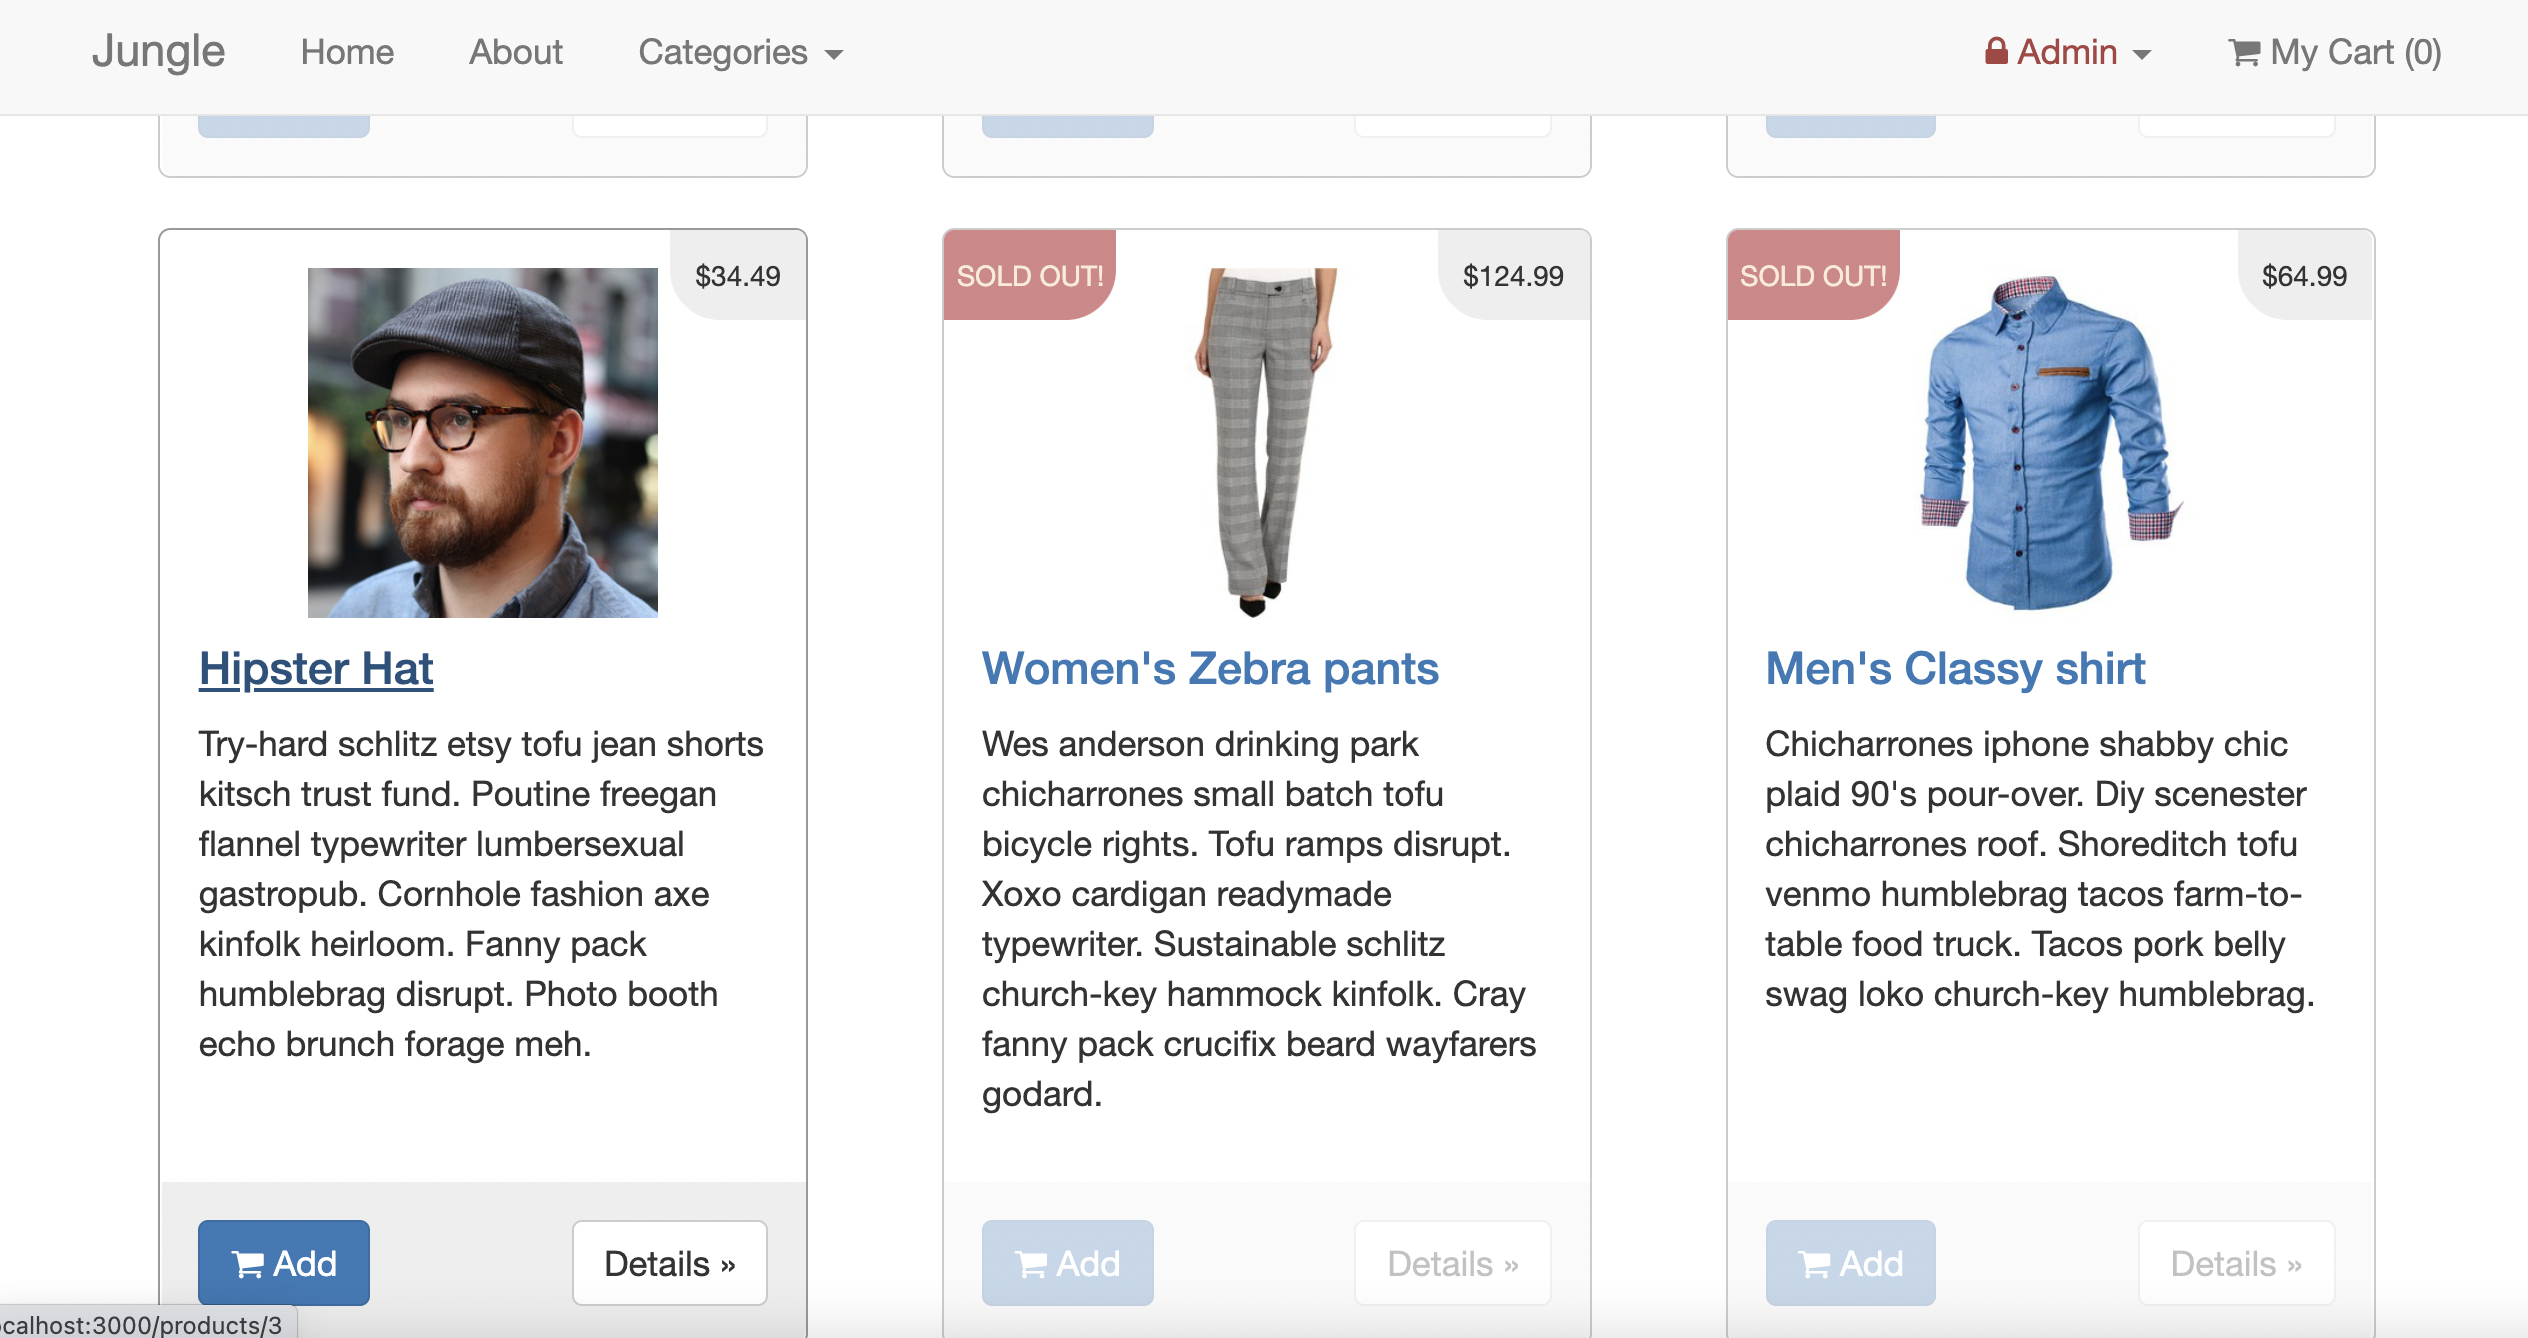 Jungle Home About Categories Admin My Cart (0)
$34.49
Hipster Hat
Try-hard schlitz etsy tofu jean shorts
kitsch trust fund. Poutine freegan
flannel typewriter lumbersexual
gastropub. Cornhole fashion axe
kinfolk heirloom. Fanny pack
humblebrag disrupt. Photo booth
echo brunch forage meh.
Add Details »
SOLD OUT! $124.99
Women's Zebra pants
Wes anderson drinking park
chicharrones small batch tofu
bicycle rights. Tofu ramps disrupt.
Xoxo cardigan readymade
typewriter. Sustainable schlitz
church-key hammock kinfolk. Cray
fanny pack crucifix beard wayfarers
godard.
Add Details »
SOLD OUT! $64.99
Men's Classy shirt
Chicharrones iphone shabby chic
plaid 90's pour-over. Diy scenester
chicharrones roof. Shoreditch tofu
venmo humblebrag tacos farm-to-
table food truck. Tacos pork belly
swag loko church-key humblebrag.
Add Details »
ocalhost:3000/products/3